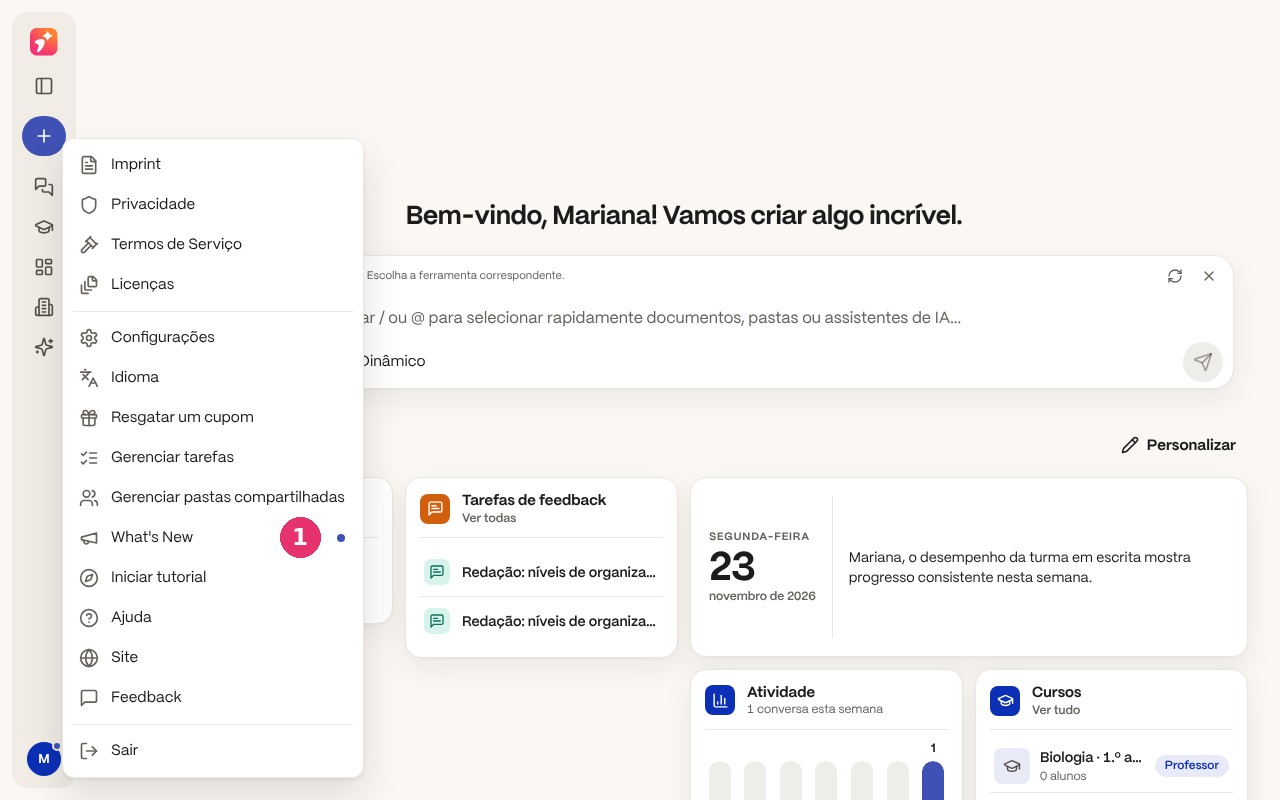 Imprint
Privacidade
Termos de Serviço
Licenças
Configurações
Idioma
Resgatar um cupom
Gerenciar tarefas
Gerenciar pastas compartilhadas
What's New
1
Iniciar tutorial
Ajuda
Site
Feedback
Sair
M
Bem-vindo, Mariana! Vamos criar algo incrível.
Escolha a ferramenta correspondente.
ar / ou @ para selecionar rapidamente documentos, pastas ou assistentes de IA...
Dinâmico
Personalizar
Tarefas de feedback
Ver todas
Redação: níveis de organiza...
Redação: níveis de organiza...
SEGUNDA-FEIRA
23
novembro de 2026
Mariana, o desempenho da turma em escrita mostra
progresso consistente nesta semana.
Atividade
1 conversa esta semana
1
Cursos
Ver tudo
Biologia · 1.º a...
0 alunos
Professor